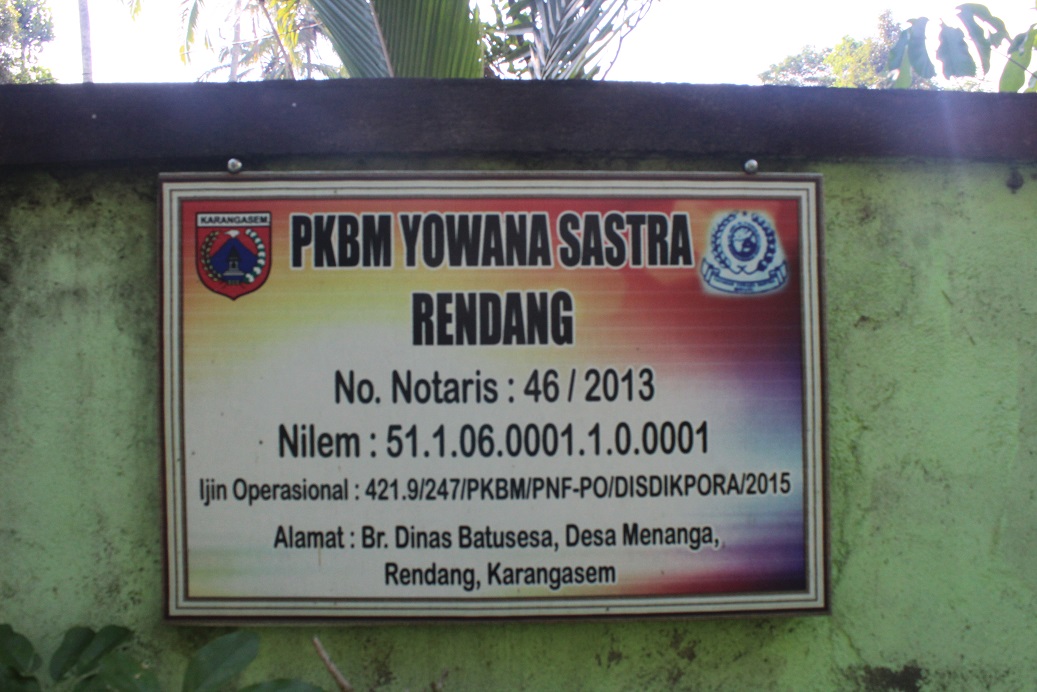 KARANGASEM
PKBM YOWANA SASTRA
RENDANG
No. Notaris : 46 / 2013
Nilem : 51.1.06.0001.1.0.0001
Ijin Operasional : 421.9/247/PKBM/PNF-PO/DISDIKPORA/2015
Alamat : Br. Dinas Batusesa, Desa Menanga,
Rendang, Karangasem